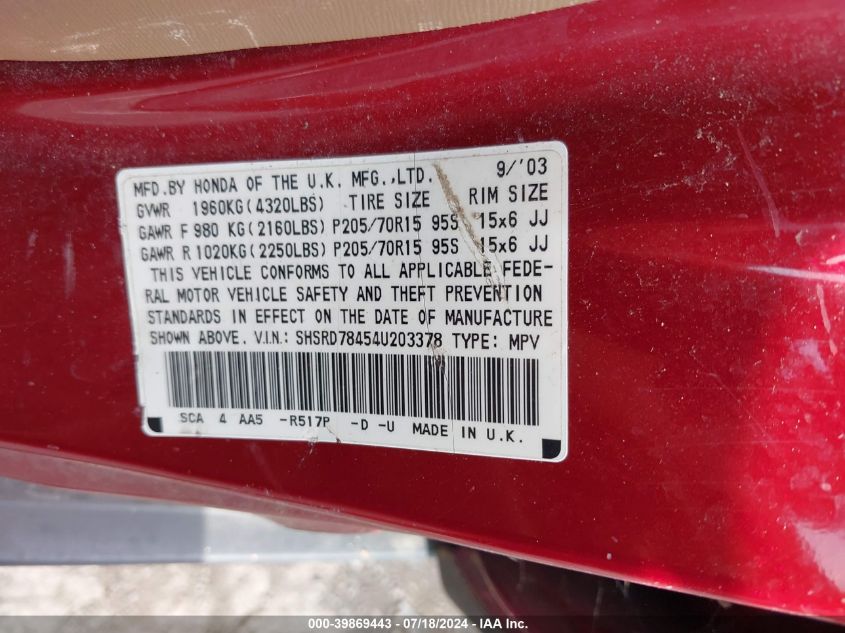 MFD.BY HONDA OF THE U.K. MFG.,LTD. 9/'03
GVWR 1960KG(4320LBS) TIRE SIZE RIM SIZE
GAWR F 980 KG(2160LBS) P205/70R15 95S 15x6 JJ
GAWR R 1020KG(2250LBS) P205/70R15 95S 15x6 JJ
THIS VEHICLE CONFORMS TO ALL APPLICABLE FEDE-
RAL MOTOR VEHICLE SAFETY AND THEFT PREVENTION
STANDARDS IN EFFECT ON THE DATE OF MANUFACTURE
SHOWN ABOVE. V.I.N.: SHSRD78454U203378 TYPE: MPV
SCA 4 AA5 -R517P -D -U MADE IN U.K.
000-39869443 - 07/18/2024 - IAA Inc.